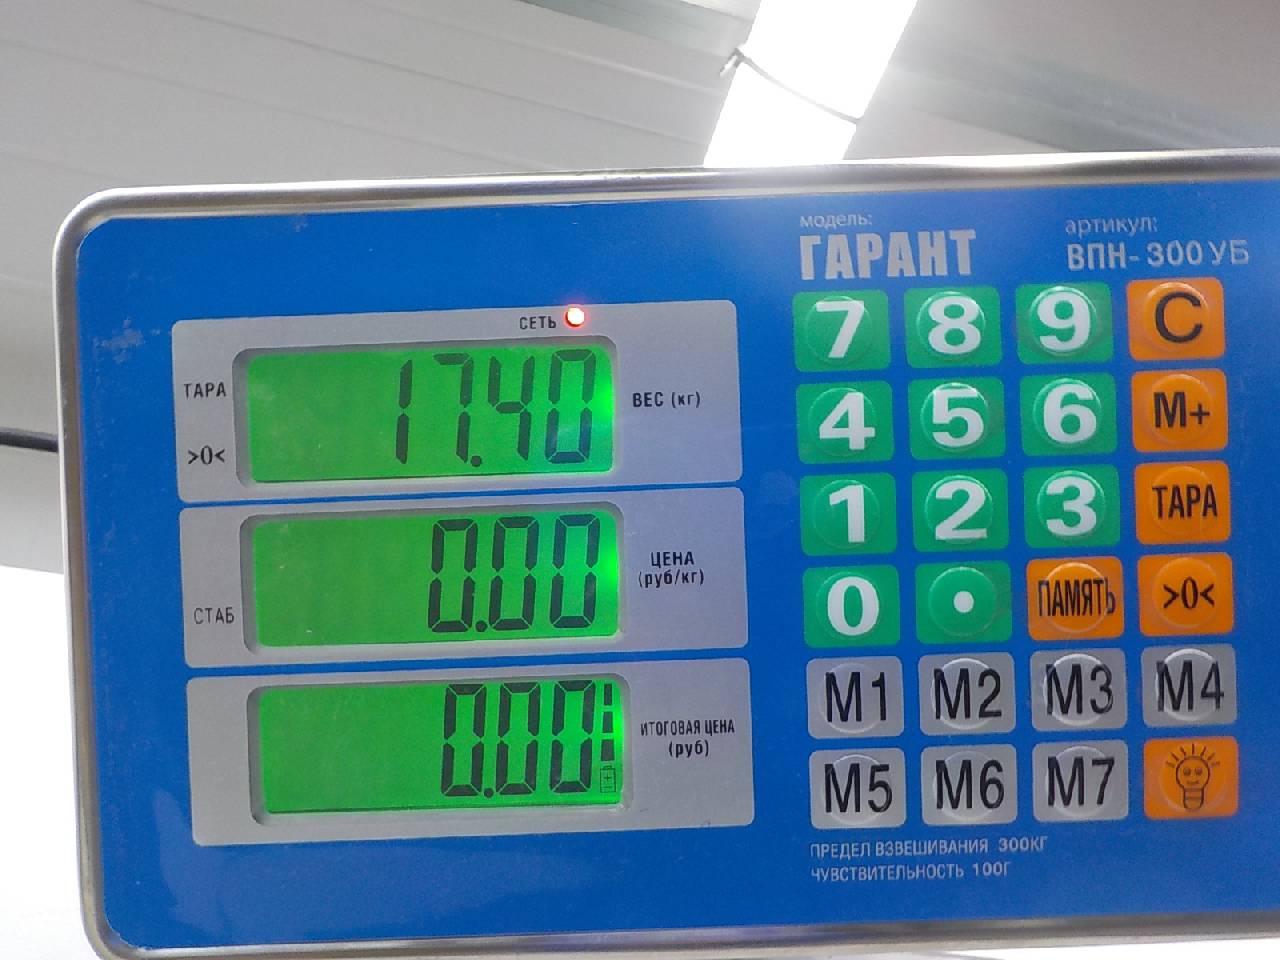 модель:
ГАРАНТ
артикул:
ВПН-300УБ
СЕТЬ
ТАРА
>0<
17.40
ВЕС (кг)
СТАБ
0.00
ЦЕНА
(руб/кг)
0.00
ИТОГОВАЯ ЦЕНА
(руб)
7 8 9 C
4 5 6 M+
1 2 3 ТАРА
0 • ПАМЯТЬ >0<
M1 M2 M3 M4
M5 M6 M7
ПРЕДЕЛ ВЗВЕШИВАНИЯ 300КГ
ЧУВСТВИТЕЛЬНОСТЬ 100Г